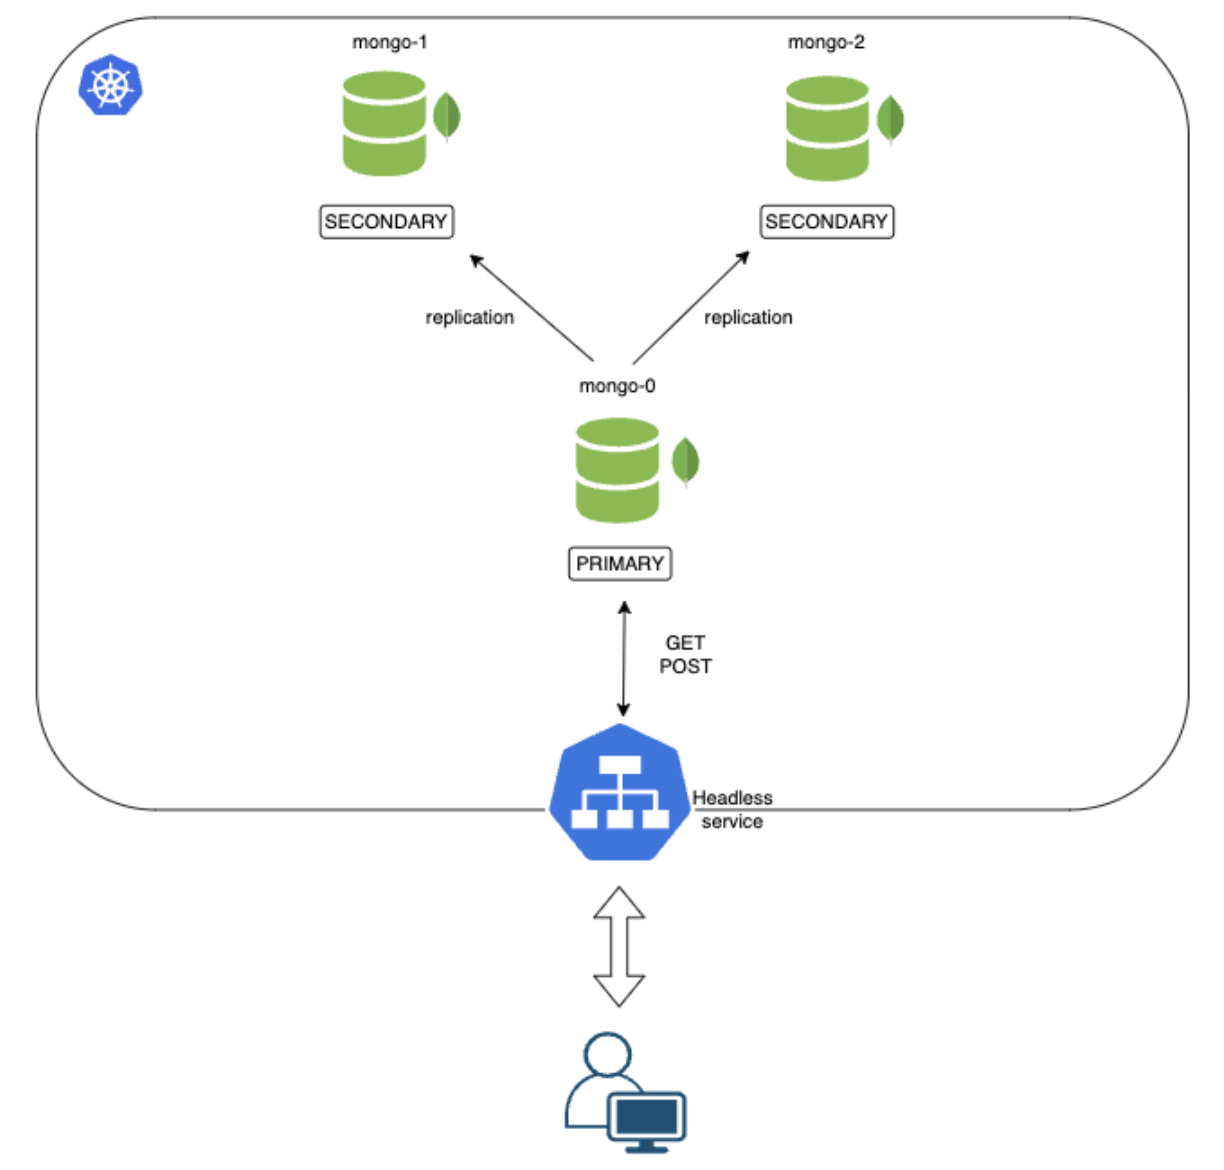 mongo-1
mongo-2
SECONDARY
SECONDARY
replication
replication
mongo-0
PRIMARY
GET
POST
Headless
service